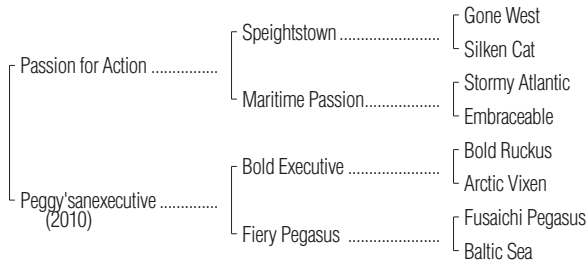 Gone West
Speightstown ...................
Silken Cat
Passion for Action ...............
Stormy Atlantic
Maritime Passion..................
Embraceable
Bold Ruckus
Bold Executive ......................
Arctic Vixen
Peggy'sanexecutive .............
(2010)
Fusaichi Pegasus
Fiery Pegasus ......................
Baltic Sea